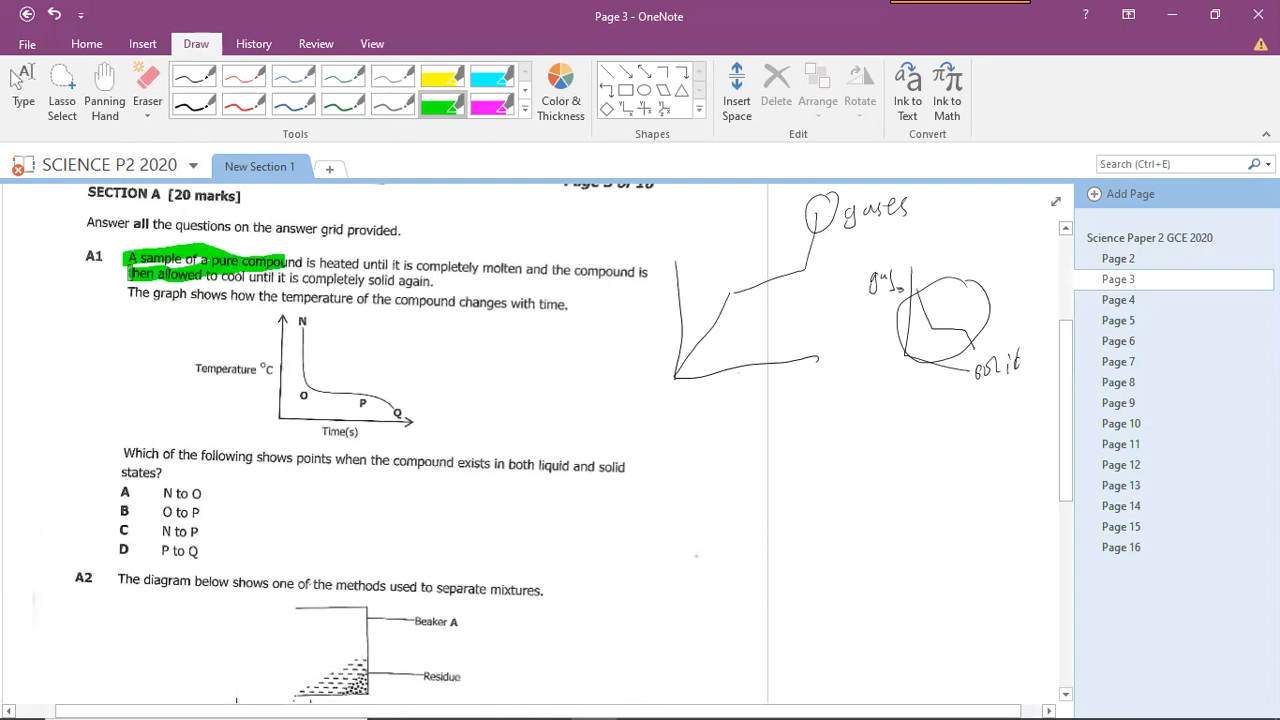 Page 3 - OneNote
?
File
Home
Insert
Draw
History
Review
View
Type
Lasso Select
Panning Hand
Eraser
Color & Thickness
Insert Space
Delete
Arrange
Rotate
Ink to Text
Ink to Math
Tools
Shapes
Edit
Convert
SCIENCE P2 2020
New Section 1
Search (Ctrl+E)
Add Page
Science Paper 2 GCE 2020
Page 2
Page 3
Page 4
Page 5
Page 6
Page 7
Page 8
Page 9
Page 10
Page 11
Page 12
Page 13
Page 14
Page 15
Page 16
Page 3 of 16
SECTION A [20 marks]
Answer all the questions on the answer grid provided.
A1 A sample of a pure compound is heated until it is completely molten and the compound is
then allowed to cool until it is completely solid again.
The graph shows how the temperature of the compound changes with time.
N
Temperature °C
O
P
Q
Time(s)
Which of the following shows points when the compound exists in both liquid and solid
states?
A N to O
B O to P
C N to P
D P to Q
A2 The diagram below shows one of the methods used to separate mixtures.
Beaker A
Residue
gases